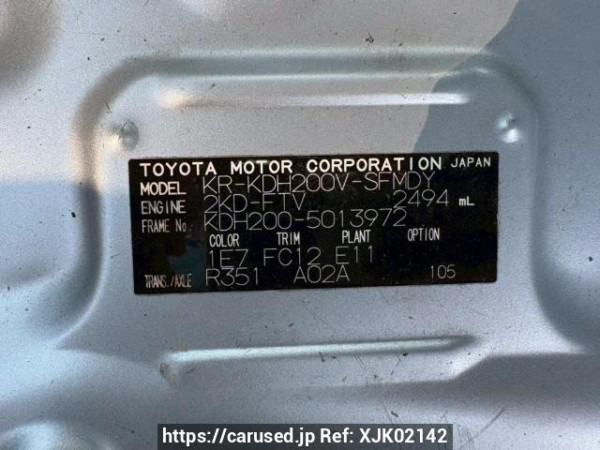 TOYOTA MOTOR CORPORATION JAPAN
MODEL KR-KDH200V-SFMDY
ENGINE 2KD-FTV 2494 mL
FRAME No. KDH200-5013972
COLOR TRIM PLANT OPTION
1E7 FC12 E11
TRANS./AXLE R351 A02A 105
https://carused.jp Ref: XJK02142